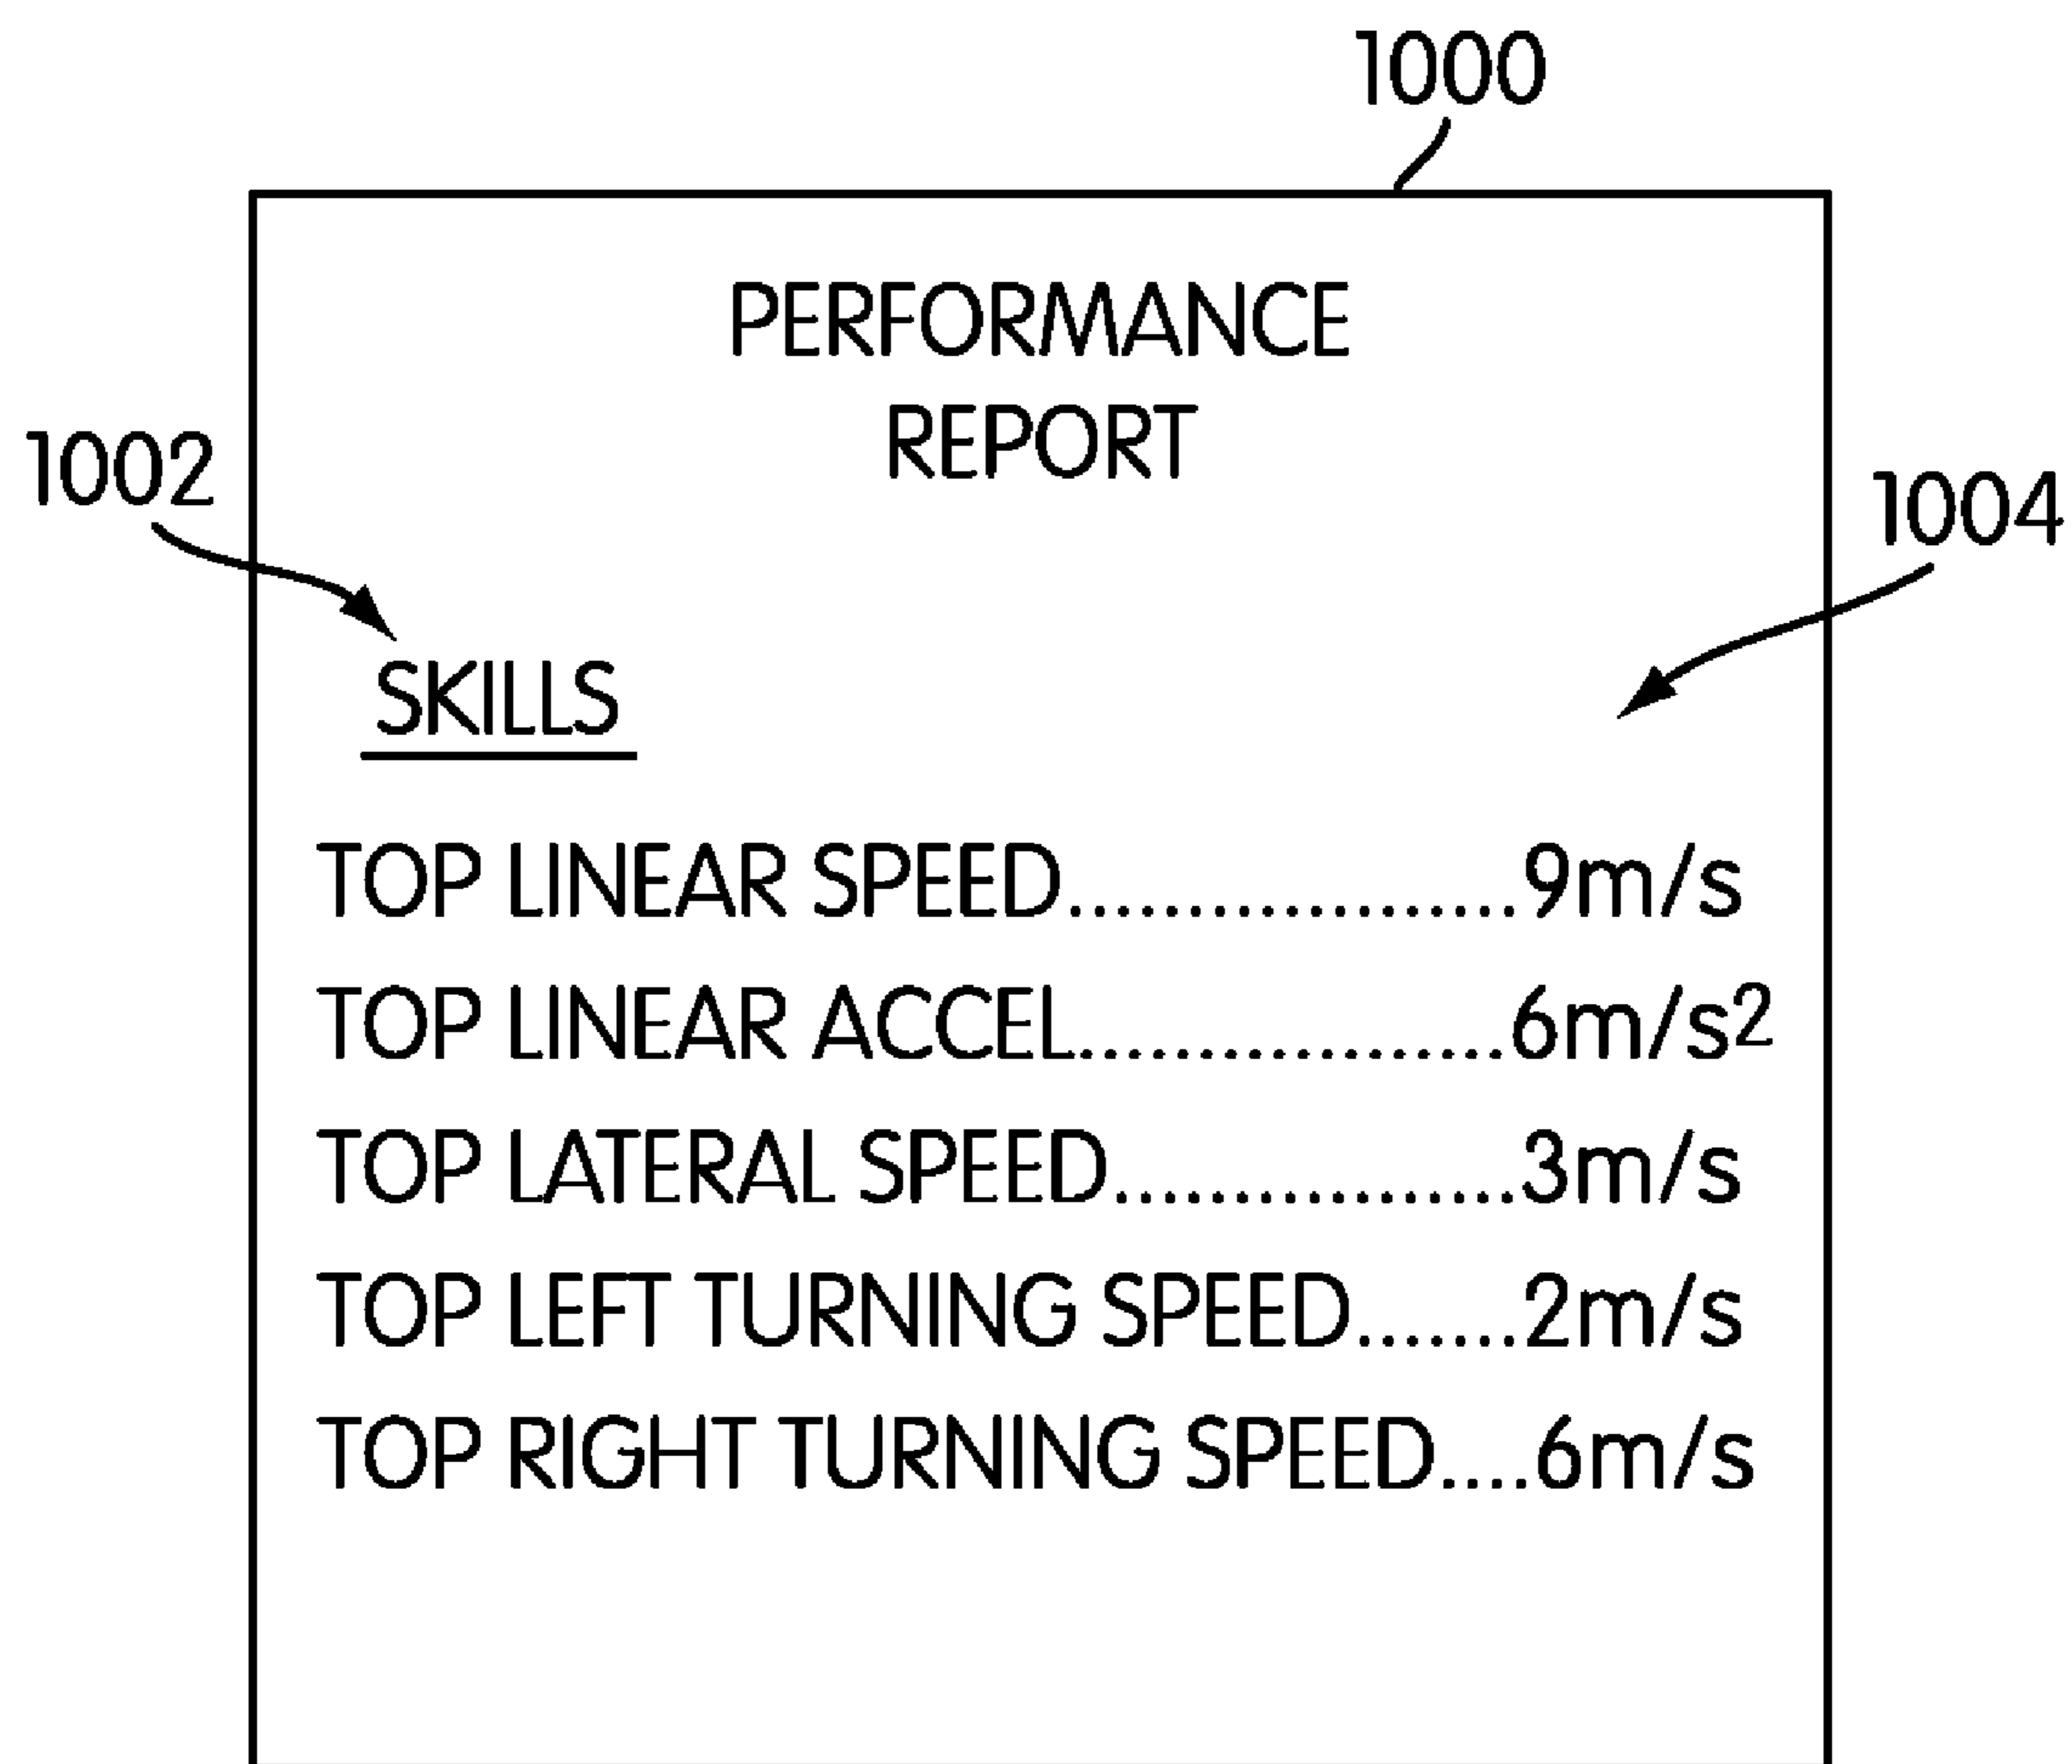 1000
PERFORMANCE
REPORT
1002
1004
SKILLS
TOP LINEAR SPEED...................9m/s
TOP LINEAR ACCEL..................6m/s2
TOP LATERAL SPEED.................3m/s
TOP LEFT TURNING SPEED.......2m/s
TOP RIGHT TURNING SPEED....6m/s